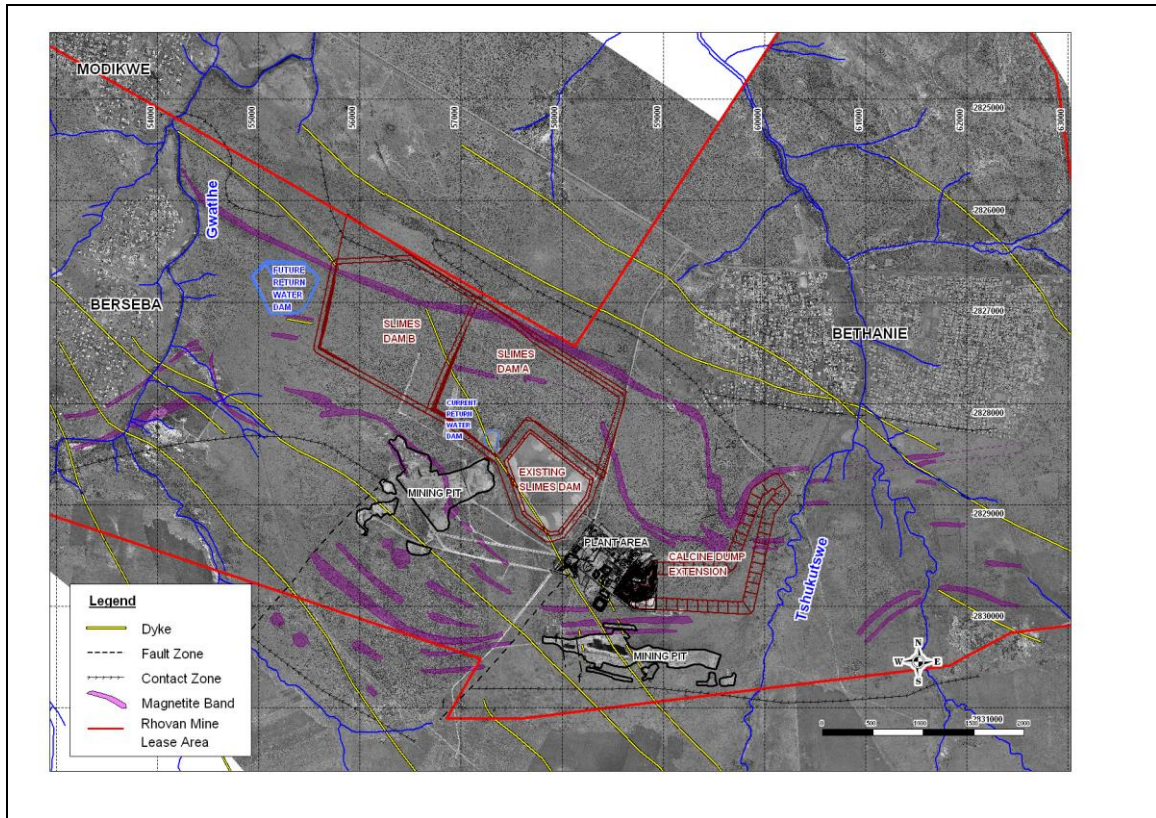 MODIKWE
54000
55000
56000
57000
58000
59000
60000
61000
62000
63000
-2825000
Gwatlhe
-2826000
FUTURE
RETURN
WATER
DAM
BERSEBA
SLIMES
DAM B
SLIMES
DAM A
-2827000
BETHANIE
CURRENT
RETURN
WATER
DAM
-2828000
EXISTING
SLIMES DAM
MINING PIT
-2829000
PLANT AREA
CALCINE DUMP
EXTENSION
Tshukutswe
-2830000
MINING PIT
N
W E
S
-2831000
0 500 1000 1500 2000
Legend
Dyke
Fault Zone
Contact Zone
Magnetite Band
Rhovan Mine
Lease Area